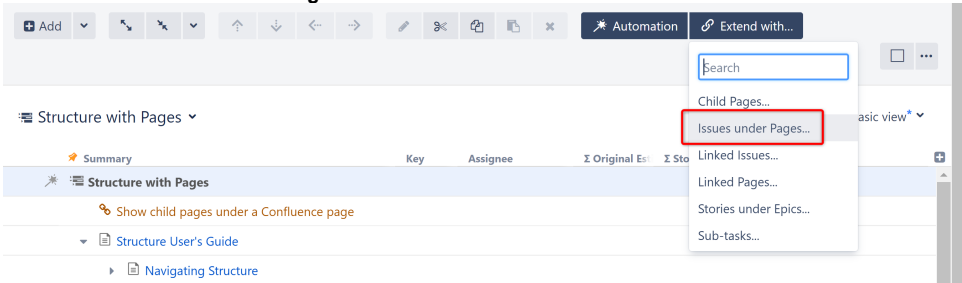 Add
Automation
Extend with...
Search
Child Pages...
Issues under Pages...
Linked Issues...
Linked Pages...
Stories under Epics...
Sub-tasks...
Structure with Pages
asic view*
Summary Key Assignee Σ Original Es Σ Sto
Structure with Pages
Show child pages under a Confluence page
Structure User's Guide
Navigating Structure